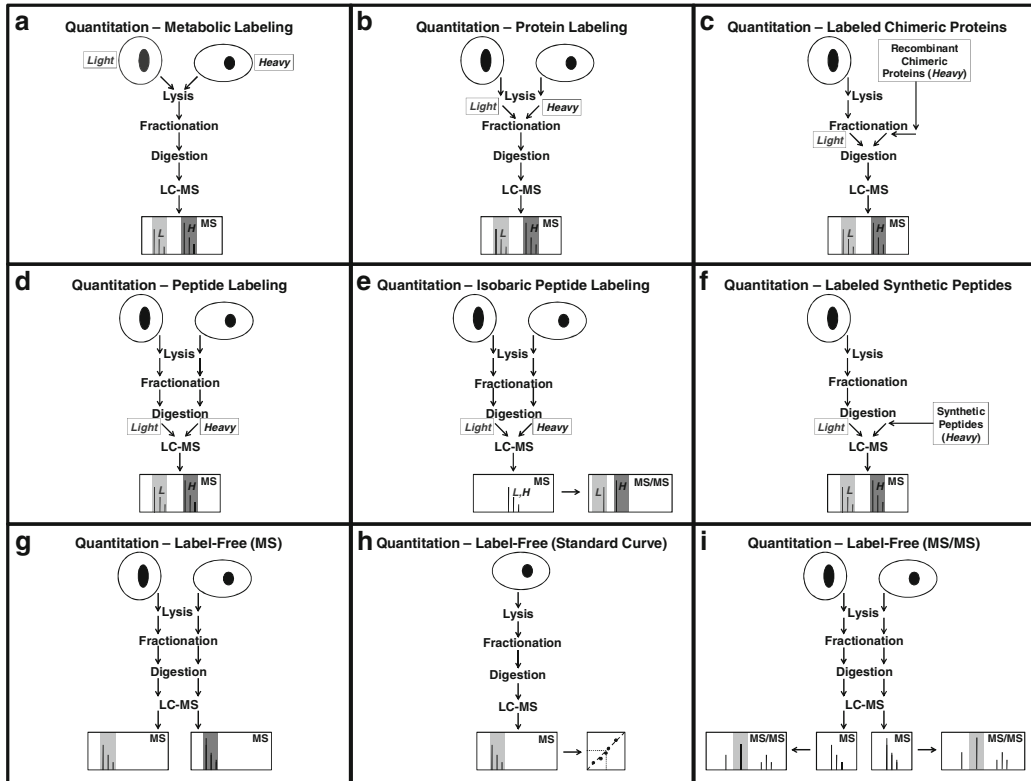 a
Quantitation – Metabolic Labeling
Light
Heavy
Lysis
Fractionation
Digestion
LC-MS
MS
L
H
b
Quantitation – Protein Labeling
Lysis
Light
Heavy
Fractionation
Digestion
LC-MS
MS
L
H
c
Quantitation – Labeled Chimeric Proteins
Recombinant
Chimeric
Proteins (Heavy)
Lysis
Fractionation
Light
Digestion
LC-MS
MS
L
H
d
Quantitation – Peptide Labeling
Lysis
Fractionation
Digestion
Light
Heavy
LC-MS
MS
L
H
e
Quantitation – Isobaric Peptide Labeling
Lysis
Fractionation
Digestion
Light
Heavy
LC-MS
MS
L,H
MS/MS
L
H
f
Quantitation – Labeled Synthetic Peptides
Lysis
Fractionation
Digestion
Light
Synthetic
Peptides
(Heavy)
LC-MS
MS
L
H
g
Quantitation – Label-Free (MS)
Lysis
Fractionation
Digestion
LC-MS
MS
MS
h
Quantitation – Label-Free (Standard Curve)
Lysis
Fractionation
Digestion
LC-MS
MS
i
Quantitation – Label-Free (MS/MS)
Lysis
Fractionation
Digestion
LC-MS
MS/MS
MS
MS
MS/MS